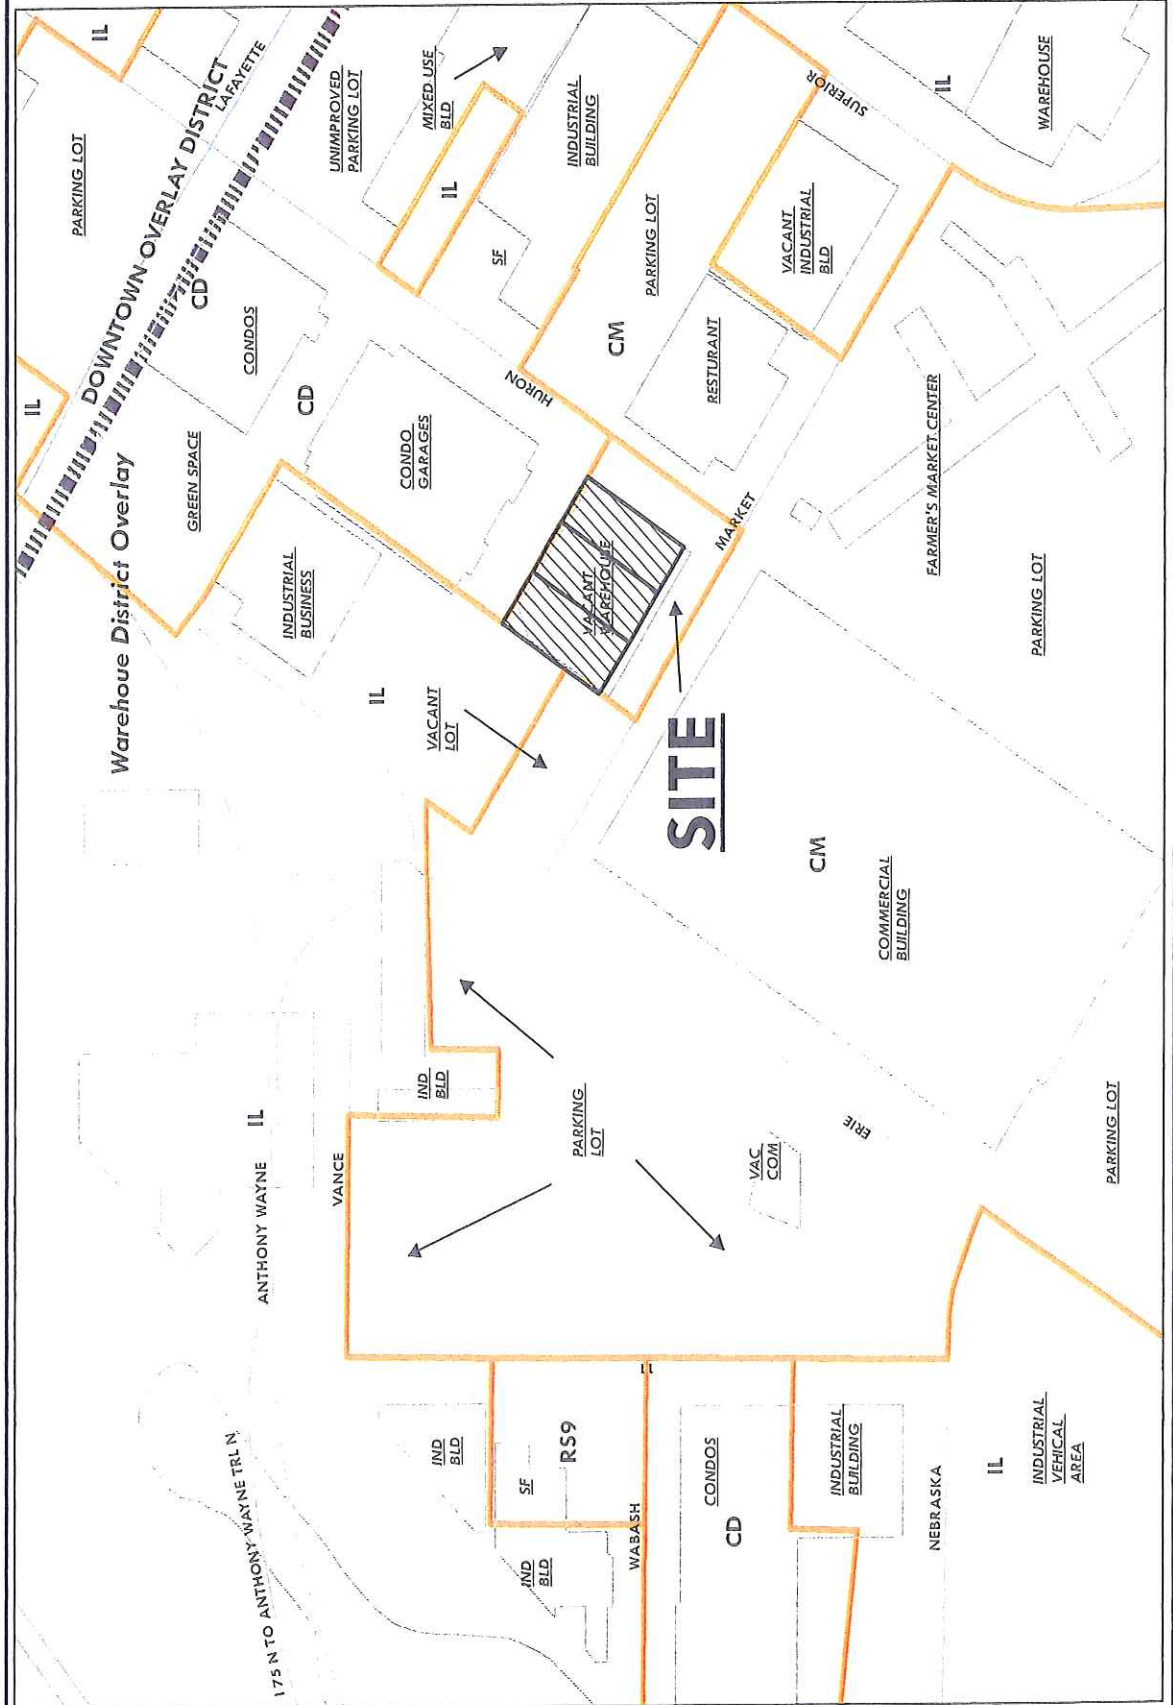 PARKING LOT
IL
IL
DOWNTOWN OVERLAY DISTRICT
LAFAYETTE
Warehoue District Overlay
CD
GREEN SPACE
CONDOS
CD
175 N TO ANTHONY WAYNE TRL N
ANTHONY WAYNE
IL
INDUSTRIAL
BUSINESS
UNIMPROVED
PARKING LOT
VANCE
IL
CONDO
GARAGES
MIXED USE
BLD
IL
VACANT
LOT
IND
BLD
IND
BLD
SF
HURON
IND
BLD
SF
RS9
PARKING
LOT
VACANT
WAREHOUSE
INDUSTRIAL
BUILDING
CM
PARKING LOT
WABASH
SITE
CONDOS
CD
RESTURANT
MARKET
VAC
COM
CM
VACANT
INDUSTRIAL
BLD
SUPERIOR
INDUSTRIAL
BUILDING
ERIE
COMMERCIAL
BUILDING
NEBRASKA
FARMER'S MARKET CENTER
IL
IL
INDUSTRIAL
VEHICAL
AREA
PARKING LOT
PARKING LOT
WAREHOUSE